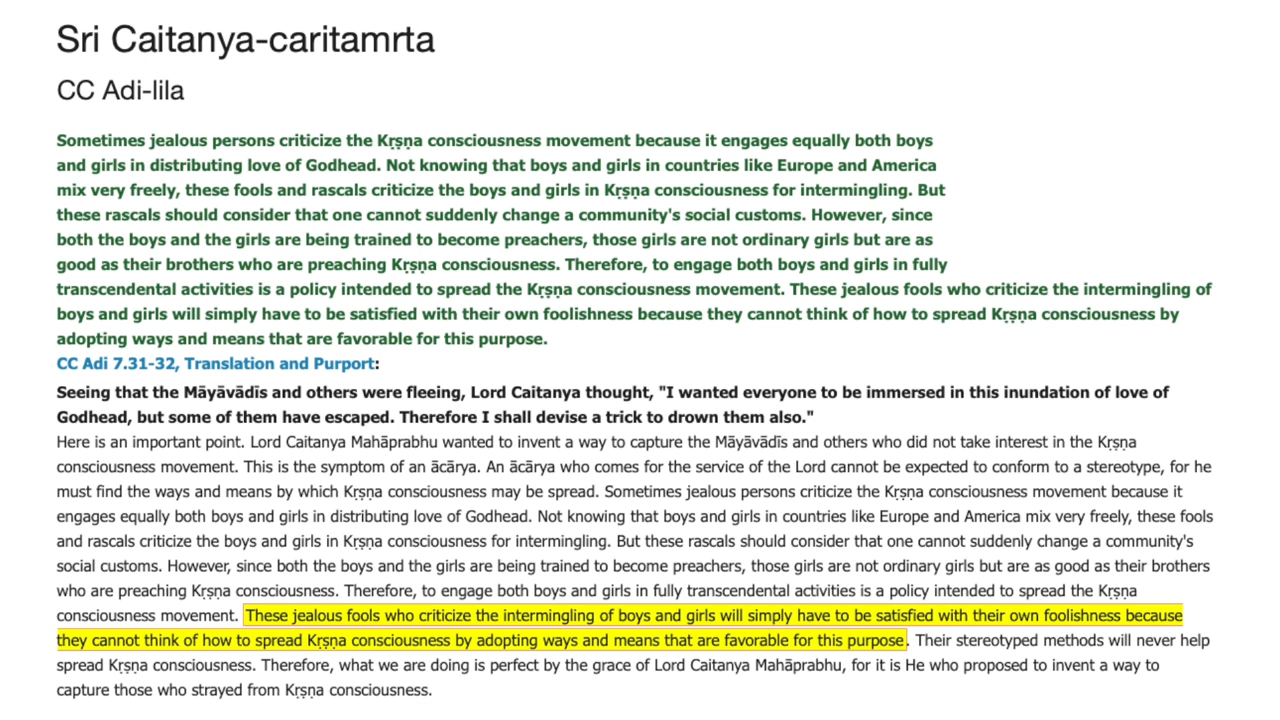 Sri Caitanya-caritamrta
CC Adi-lila
Sometimes jealous persons criticize the Kṛṣṇa consciousness movement because it engages equally both boys
and girls in distributing love of Godhead. Not knowing that boys and girls in countries like Europe and America
mix very freely, these fools and rascals criticize the boys and girls in Kṛṣṇa consciousness for intermingling. But
these rascals should consider that one cannot suddenly change a community's social customs. However, since
both the boys and the girls are being trained to become preachers, those girls are not ordinary girls but are as
good as their brothers who are preaching Kṛṣṇa consciousness. Therefore, to engage both boys and girls in fully
transcendental activities is a policy intended to spread the Kṛṣṇa consciousness movement. These jealous fools who criticize the intermingling of
boys and girls will simply have to be satisfied with their own foolishness because they cannot think of how to spread Kṛṣṇa consciousness by
adopting ways and means that are favorable for this purpose.
CC Adi 7.31-32, Translation and Purport:
Seeing that the Māyāvādīs and others were fleeing, Lord Caitanya thought, "I wanted everyone to be immersed in this inundation of love of
Godhead, but some of them have escaped. Therefore I shall devise a trick to drown them also."
Here is an important point. Lord Caitanya Mahāprabhu wanted to invent a way to capture the Māyāvādīs and others who did not take interest in the Kṛṣṇa
consciousness movement. This is the symptom of an ācārya. An ācārya who comes for the service of the Lord cannot be expected to conform to a stereotype, for he
must find the ways and means by which Kṛṣṇa consciousness may be spread. Sometimes jealous persons criticize the Kṛṣṇa consciousness movement because it
engages equally both boys and girls in distributing love of Godhead. Not knowing that boys and girls in countries like Europe and America mix very freely, these fools
and rascals criticize the boys and girls in Kṛṣṇa consciousness for intermingling. But these rascals should consider that one cannot suddenly change a community's
social customs. However, since both the boys and the girls are being trained to become preachers, those girls are not ordinary girls but are as good as their brothers
who are preaching Kṛṣṇa consciousness. Therefore, to engage both boys and girls in fully transcendental activities is a policy intended to spread the Kṛṣṇa
consciousness movement. These jealous fools who criticize the intermingling of boys and girls will simply have to be satisfied with their own foolishness because
they cannot think of how to spread Kṛṣṇa consciousness by adopting ways and means that are favorable for this purpose. Their stereotyped methods will never help
spread Kṛṣṇa consciousness. Therefore, what we are doing is perfect by the grace of Lord Caitanya Mahāprabhu, for it is He who proposed to invent a way to
capture those who strayed from Kṛṣṇa consciousness.